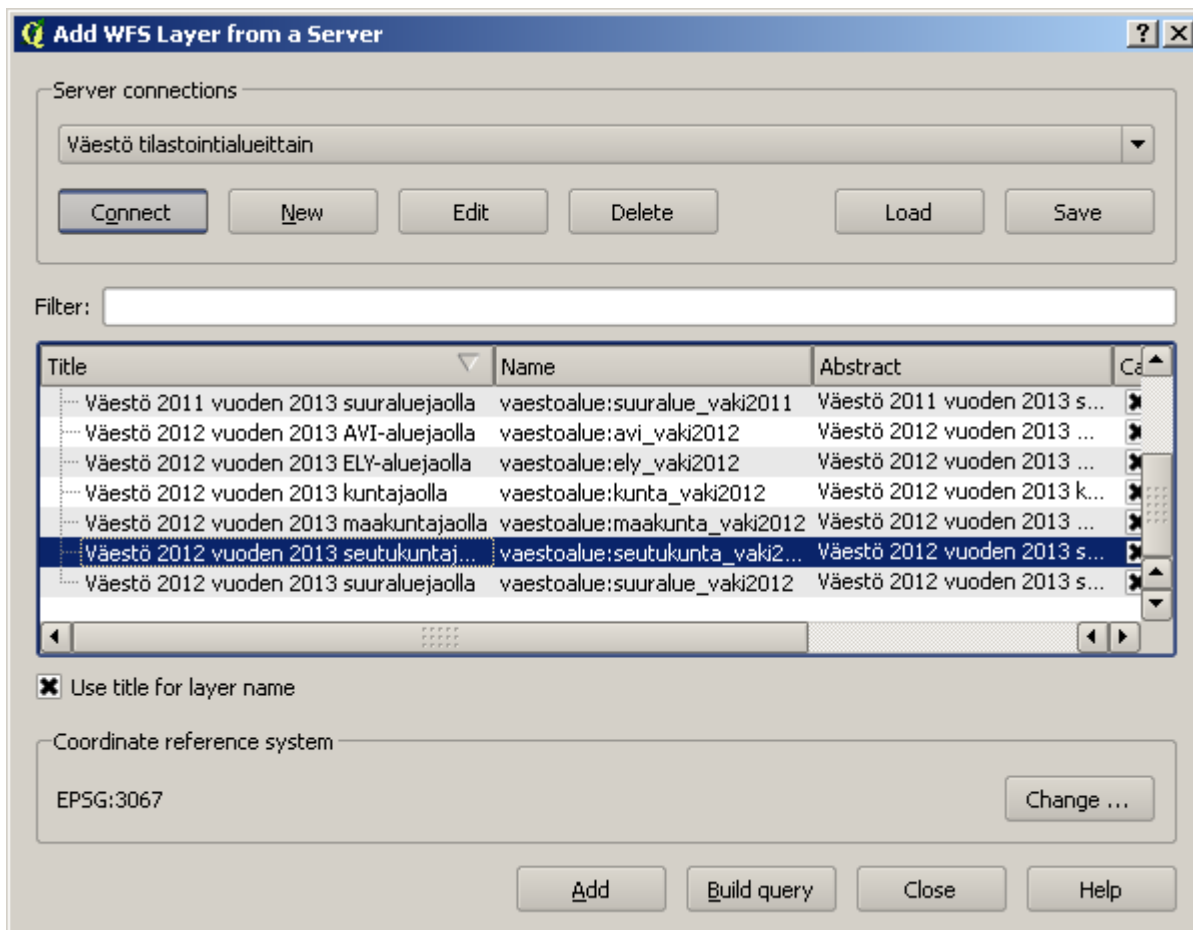 Add WFS Layer from a Server
Server connections
Väestö tilastointialueittain
Connect New Edit Delete Load Save
Filter:
Title Name Abstract Ca
Väestö 2011 vuoden 2013 suuraluejaolla vaestoalue:suuralue_vaki2011 Väestö 2011 vuoden 2013 s...
Väestö 2012 vuoden 2013 AVI-aluejaolla vaestoalue:avi_vaki2012 Väestö 2012 vuoden 2013 ...
Väestö 2012 vuoden 2013 ELY-aluejaolla vaestoalue:ely_vaki2012 Väestö 2012 vuoden 2013 ...
Väestö 2012 vuoden 2013 kuntajaolla vaestoalue:kunta_vaki2012 Väestö 2012 vuoden 2013 k...
Väestö 2012 vuoden 2013 maakuntajaolla vaestoalue:maakunta_vaki2012 Väestö 2012 vuoden 2013 ...
Väestö 2012 vuoden 2013 seutukuntaj... vaestoalue:seutukunta_vaki2... Väestö 2012 vuoden 2013 s...
Väestö 2012 vuoden 2013 suuraluejaolla vaestoalue:suuralue_vaki2012 Väestö 2012 vuoden 2013 s...
Use title for layer name
Coordinate reference system
EPSG:3067 Change ...
Add Build query Close Help